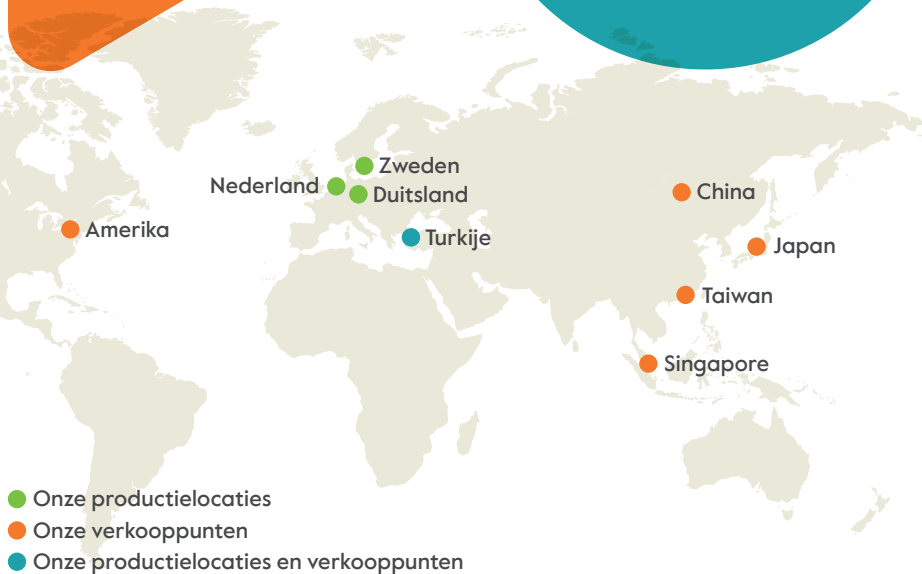 Zweden
Nederland
Duitsland
China
Amerika
Turkije
Japan
Taiwan
Singapore
Onze productielocaties
Onze verkooppunten
Onze productielocaties en verkooppunten